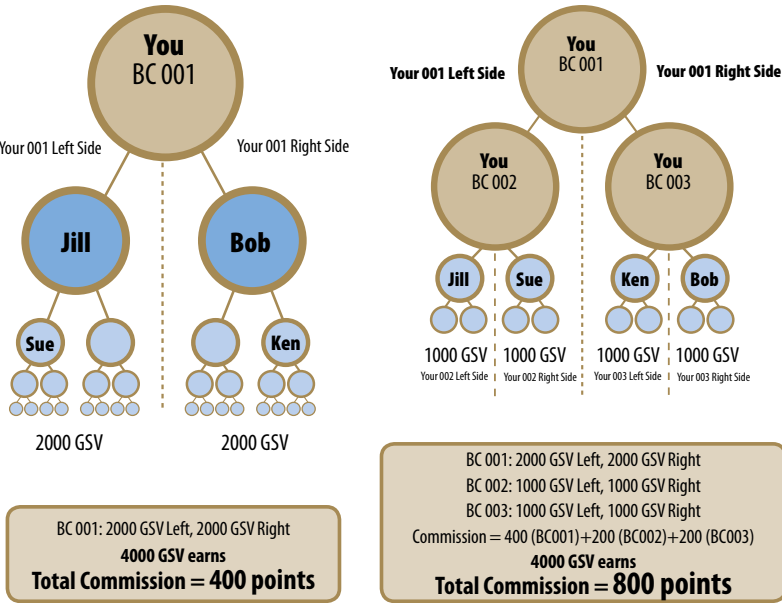 You
BC 001
Your 001 Left Side
Your 001 Right Side
Jill
Bob
Sue
Ken
2000 GSV
2000 GSV
BC 001: 2000 GSV Left, 2000 GSV Right
4000 GSV earns
Total Commission = 400 points
You
BC 001
Your 001 Left Side
Your 001 Right Side
You
BC 002
You
BC 003
Jill
Sue
Ken
Bob
1000 GSV
1000 GSV
1000 GSV
1000 GSV
Your 002 Left Side
Your 002 Right Side
Your 003 Left Side
Your 003 Right Side
BC 001: 2000 GSV Left, 2000 GSV Right
BC 002: 1000 GSV Left, 1000 GSV Right
BC 003: 1000 GSV Left, 1000 GSV Right
Commission = 400 (BC001)+200 (BC002)+200 (BC003)
4000 GSV earns
Total Commission = 800 points